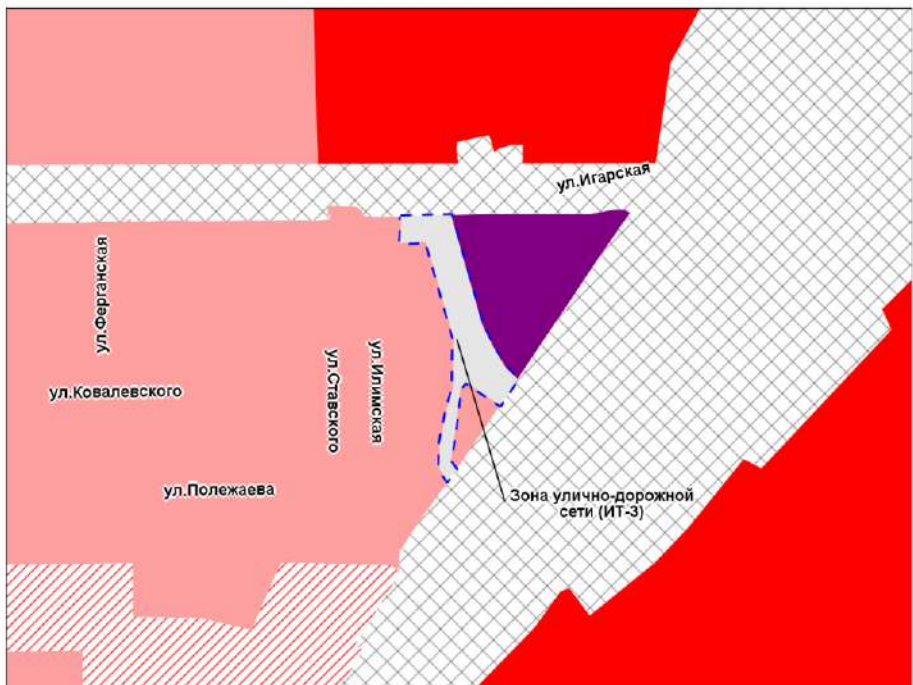 ул.Игарская
ул.Ферганская
ул.Ковалевского
ул.Ставского
ул.Илимская
ул.Полежаева
Зона улично-дорожной
сети (ИТ-3)